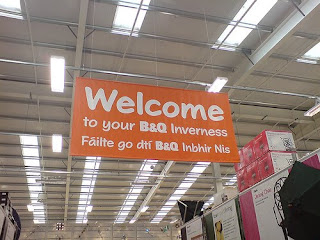 Welcome
to your B&Q Inverness
Fàilte go dtí B&Q Inbhir Nis